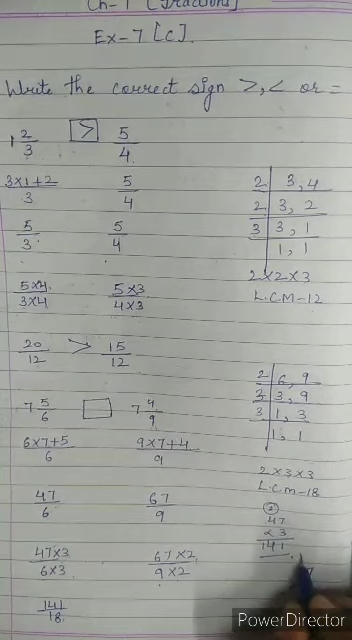 Ch-7 [Fractions]
Ex-7 [C].
Write the correct sign >, < or =
1 2/3 [>] 5/4
3×1+2/3 5/4
5/3 5/4
5×4/3×4 5×3/4×3
20/12 > 15/12
2 | 3, 4
2 | 3, 2
3 | 3, 1
1, 1
2×2×3
L.C.M-12
7 5/6 □ 7 4/9
6×7+5/6 9×7+4/9
47/6 67/9
47×3/6×3 67×2/9×2
141/18
2 | 6, 9
3 | 3, 9
3 | 1, 3
1, 1
2×3×3
L.C.M-18
2
47
×3
141
PowerDirector